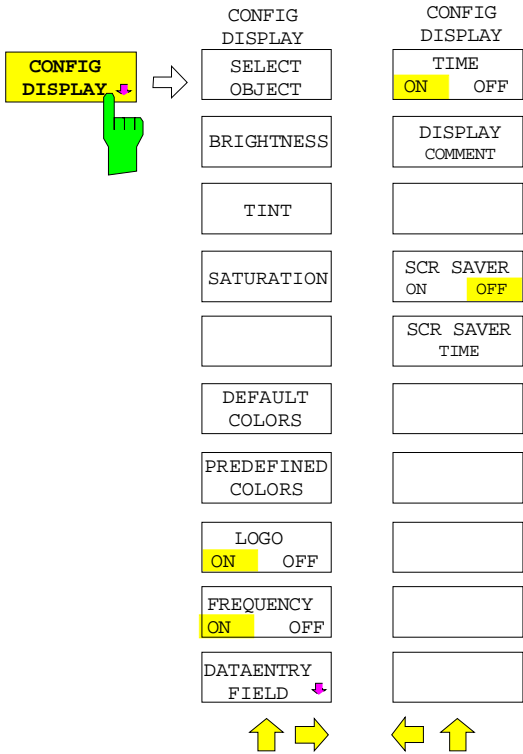 CONFIG
DISPLAY
CONFIG
DISPLAY
SELECT
OBJECT
BRIGHTNESS
TINT
SATURATION
DEFAULT
COLORS
PREDEFINED
COLORS
LOGO
ON OFF
FREQUENCY
ON OFF
DATAENTRY
FIELD
CONFIG
DISPLAY
TIME
ON OFF
DISPLAY
COMMENT
SCR SAVER
ON OFF
SCR SAVER
TIME